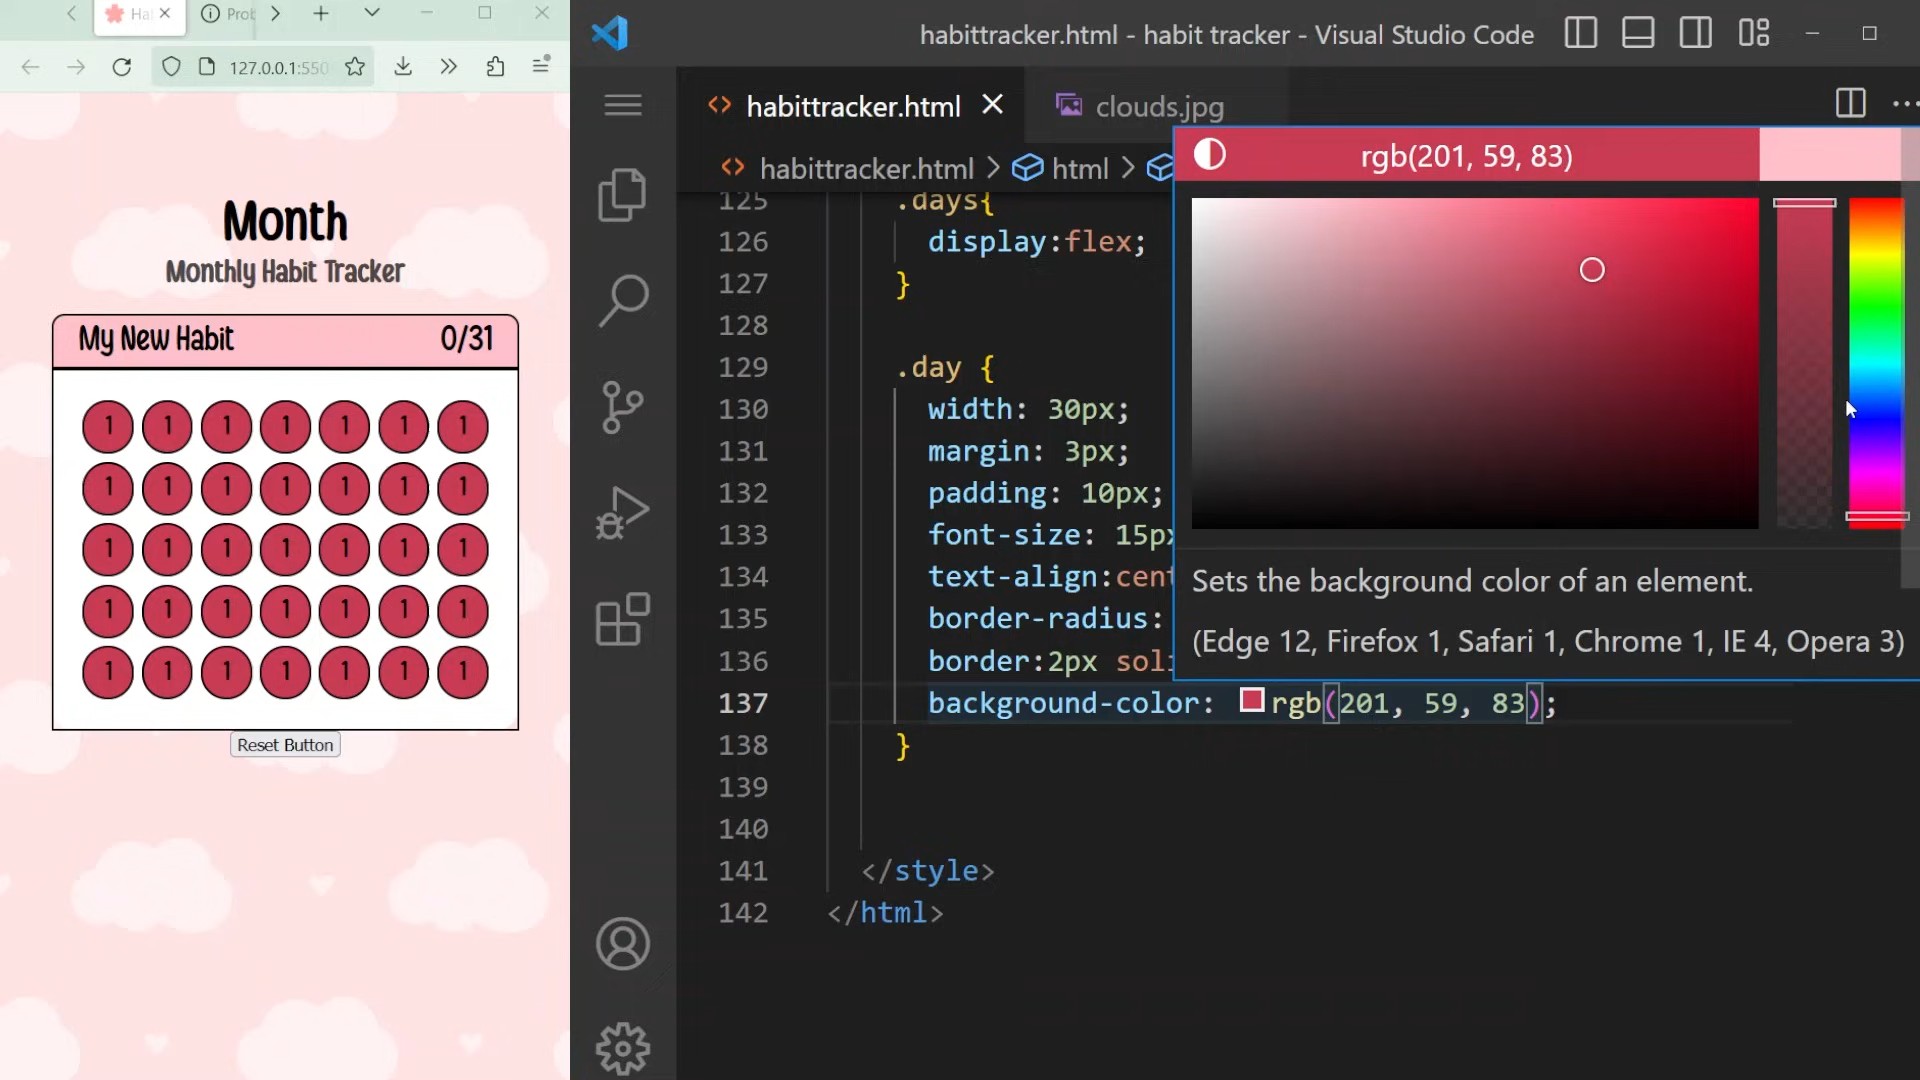 Ha
Prob
127.0.0.1:550
Month
Monthly Habit Tracker
My New Habit 0/31
1 1 1 1 1 1 1
1 1 1 1 1 1 1
1 1 1 1 1 1 1
1 1 1 1 1 1 1
1 1 1 1 1 1 1
Reset Button
habittracker.html - habit tracker - Visual Studio Code
habittracker.html
clouds.jpg
habittracker.html > html >
rgb(201, 59, 83)
125 .days{
126 display:flex;
127 }
128
129 .day {
130 width: 30px;
131 margin: 3px;
132 padding: 10px;
133 font-size: 15px
134 text-align:cent
135 border-radius:
136 border:2px soli
137 background-color: rgb(201, 59, 83);
138 }
139
140
141 </style>
142 </html>
Sets the background color of an element.
(Edge 12, Firefox 1, Safari 1, Chrome 1, IE 4, Opera 3)